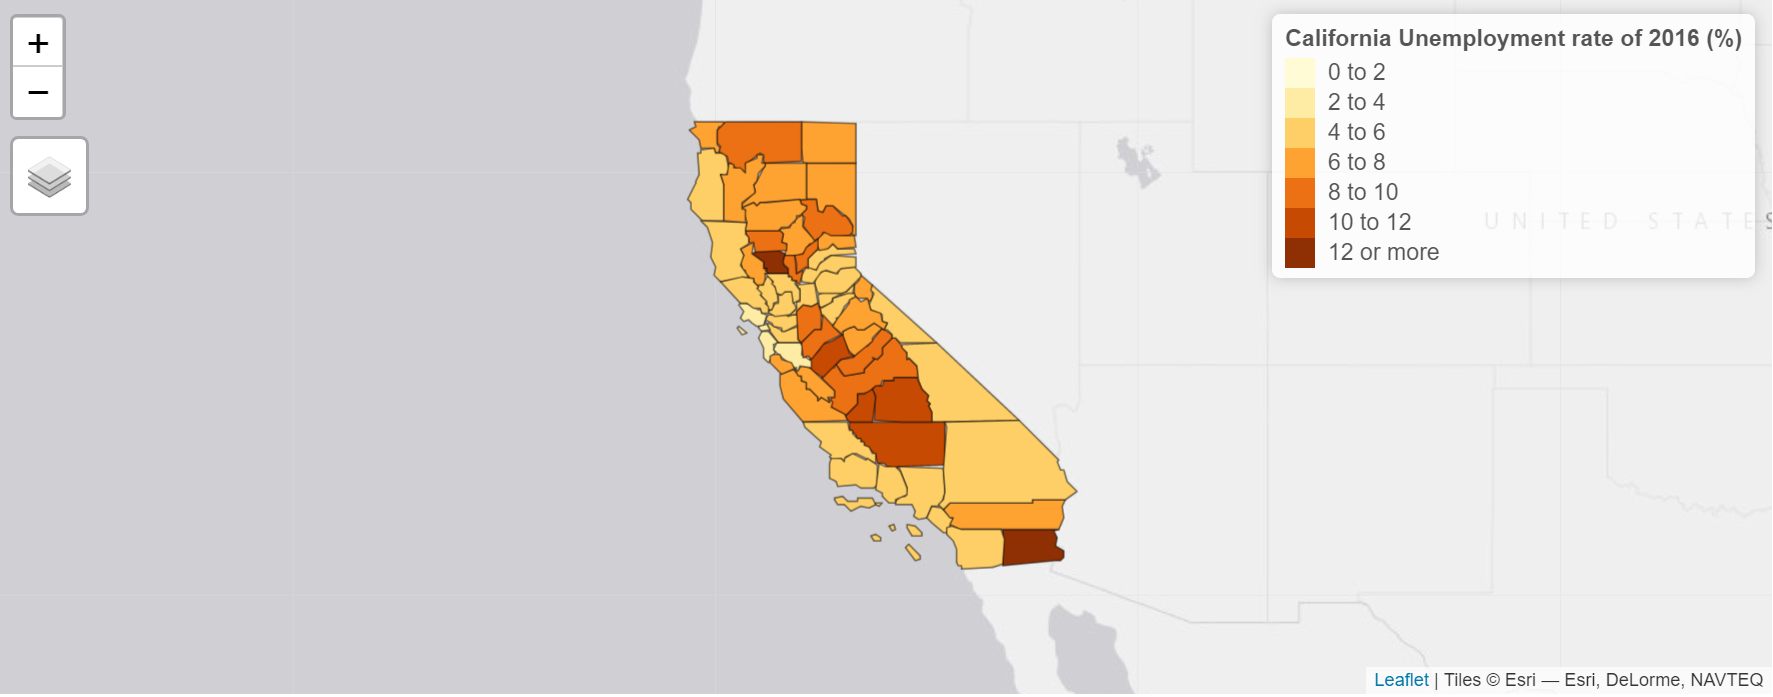 +
−
California Unemployment rate of 2016 (%)
0 to 2
2 to 4
4 to 6
6 to 8
8 to 10
10 to 12
12 or more
UNITED STATES
Leaflet | Tiles © Esri — Esri, DeLorme, NAVTEQ